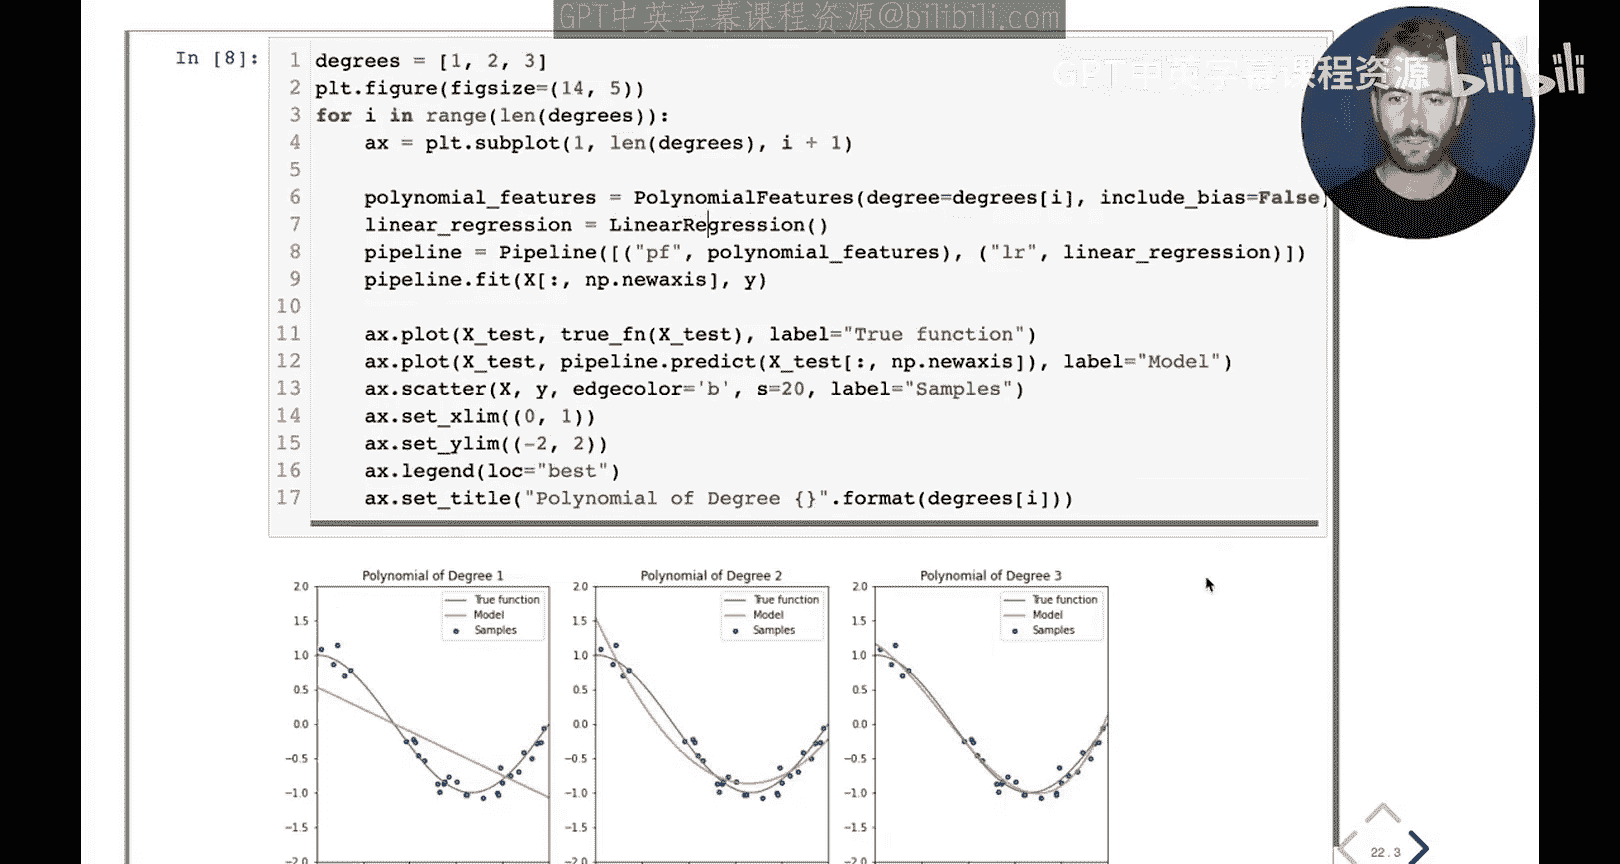 GPT中英字幕课程资源@bilibili.com
GPT中英字幕课程资源 bilibili
In [8]:
1 degrees = [1, 2, 3]
2 plt.figure(figsize=(14, 5))
3 for i in range(len(degrees)):
4     ax = plt.subplot(1, len(degrees), i + 1)
5
6     polynomial_features = PolynomialFeatures(degree=degrees[i], include_bias=False)
7     linear_regression = LinearRegression()
8     pipeline = Pipeline([("pf", polynomial_features), ("lr", linear_regression)])
9     pipeline.fit(X[:, np.newaxis], y)
10
11     ax.plot(X_test, true_fn(X_test), label="True function")
12     ax.plot(X_test, pipeline.predict(X_test[:, np.newaxis]), label="Model")
13     ax.scatter(X, y, edgecolor='b', s=20, label="Samples")
14     ax.set_xlim((0, 1))
15     ax.set_ylim((-2, 2))
16     ax.legend(loc="best")
17     ax.set_title("Polynomial of Degree {}".format(degrees[i]))
Polynomial of Degree 1
2.0
1.5
1.0
0.5
0.0
−0.5
−1.0
−1.5
−2.0
True function
Model
Samples
Polynomial of Degree 2
2.0
1.5
1.0
0.5
0.0
−0.5
−1.0
−1.5
−2.0
True function
Model
Samples
Polynomial of Degree 3
2.0
1.5
1.0
0.5
0.0
−0.5
−1.0
−1.5
−2.0
True function
Model
Samples
22.3